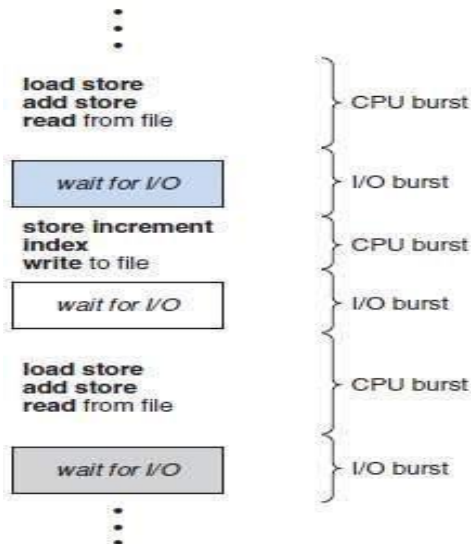 load store
add store
read from file
CPU burst
wait for I/O
I/O burst
store increment
index
write to file
CPU burst
wait for I/O
I/O burst
load store
add store
read from file
CPU burst
wait for I/O
I/O burst